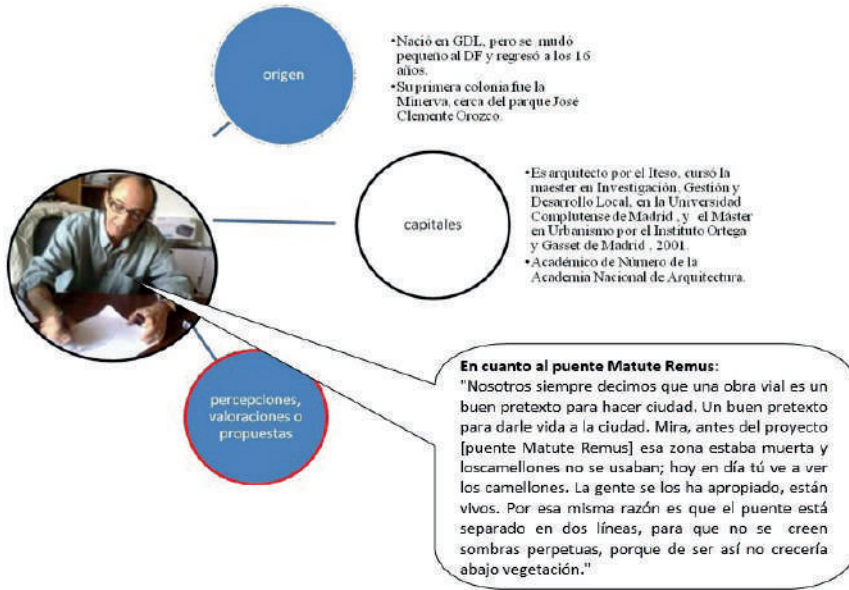 origen
•Nació en GDL, pero se mudó
pequeño al DF y regresó a los 16
años.
•Su primera colonia fue la
Minerva, cerca del parque José
Clemente Orozco.
capitales
•Es arquitecto por el Iteso, cursó la
maester en Investigación, Gestión y
Desarrollo Local, en la Universidad
Complutense de Madrid , y el Máster
en Urbanismo por el Instituto Ortega
y Gasset de Madrid , 2001.
•Académico de Número de la
Academia Nacional de Arquitectura.
percepciones,
valoraciones o
propuestas
En cuanto al puente Matute Remus:
"Nosotros siempre decimos que una obra vial es un
buen pretexto para hacer ciudad. Un buen pretexto
para darle vida a la ciudad. Mira, antes del proyecto
[puente Matute Remus] esa zona estaba muerta y
loscamellones no se usaban; hoy en día tú ve a ver
los camellones. La gente se los ha apropiado, están
vivos. Por esa misma razón es que el puente está
separado en dos líneas, para que no se creen
sombras perpetuas, porque de ser así no crecería
abajo vegetación."